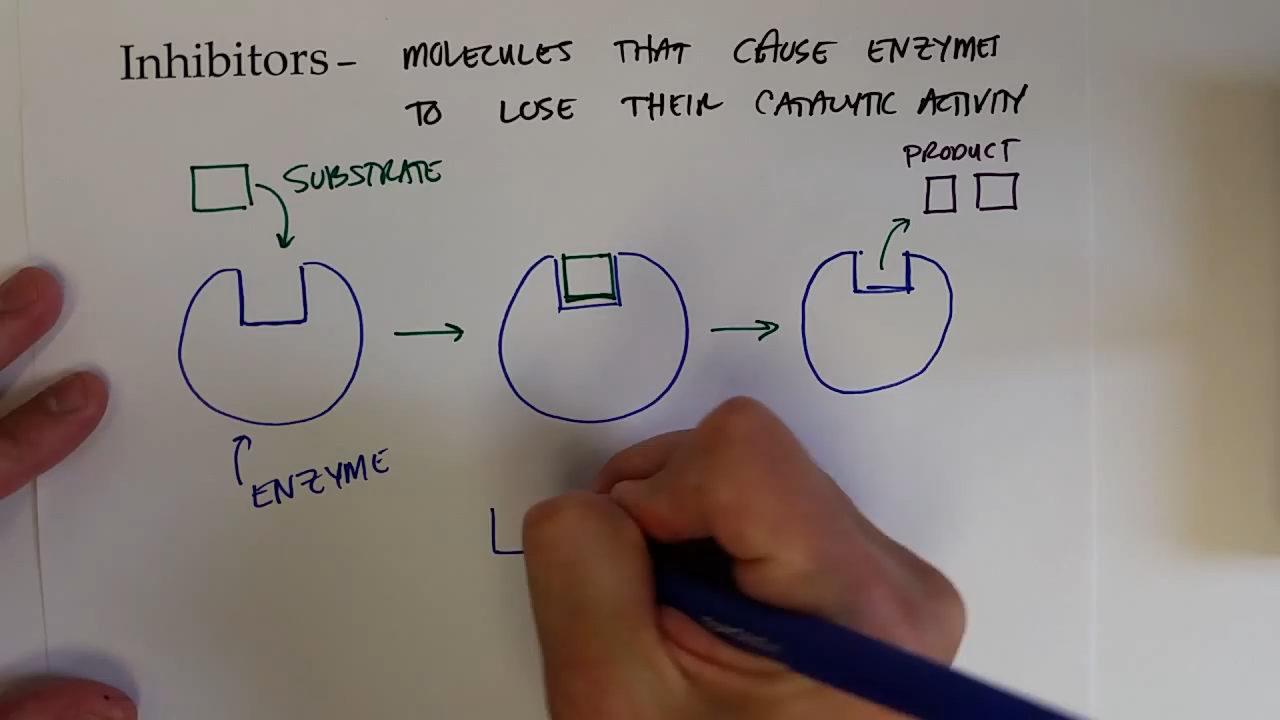 Inhibitors – MOLECULES THAT CAUSE ENZYMES
TO LOSE THEIR CATALYTIC ACTIVITY
PRODUCT
SUBSTRATE
ENZYME